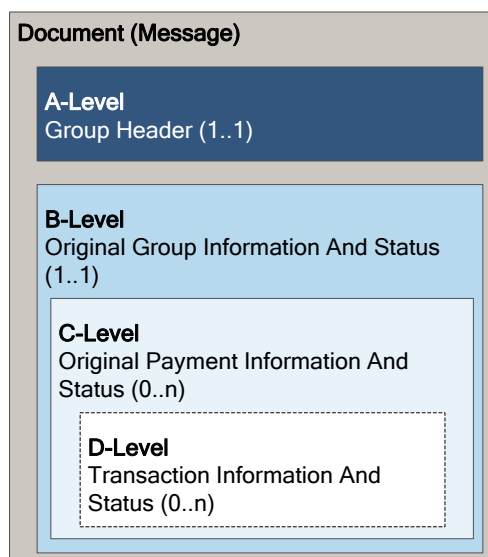 Document (Message)
A-Level
Group Header (1..1)
B-Level
Original Group Information And Status
(1..1)
C-Level
Original Payment Information And
Status (0..n)
D-Level
Transaction Information And
Status (0..n)